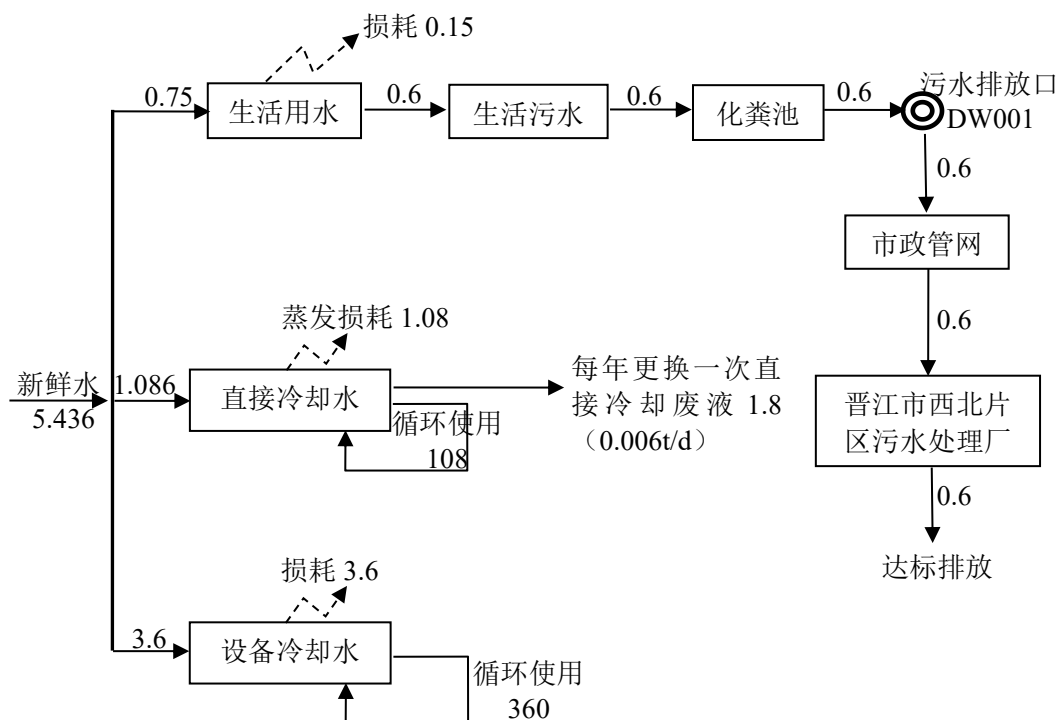 损耗 0.15
0.75
生活用水
0.6
生活污水
0.6
化粪池
0.6
污水排放口
DW001
0.6
市政管网
0.6
晋江市西北片
区污水处理厂
0.6
达标排放
新鲜水
5.436
蒸发损耗 1.08
1.086
直接冷却水
循环使用
108
每年更换一次直
接冷却废液 1.8
（0.006t/d）
损耗 3.6
3.6
设备冷却水
循环使用
360